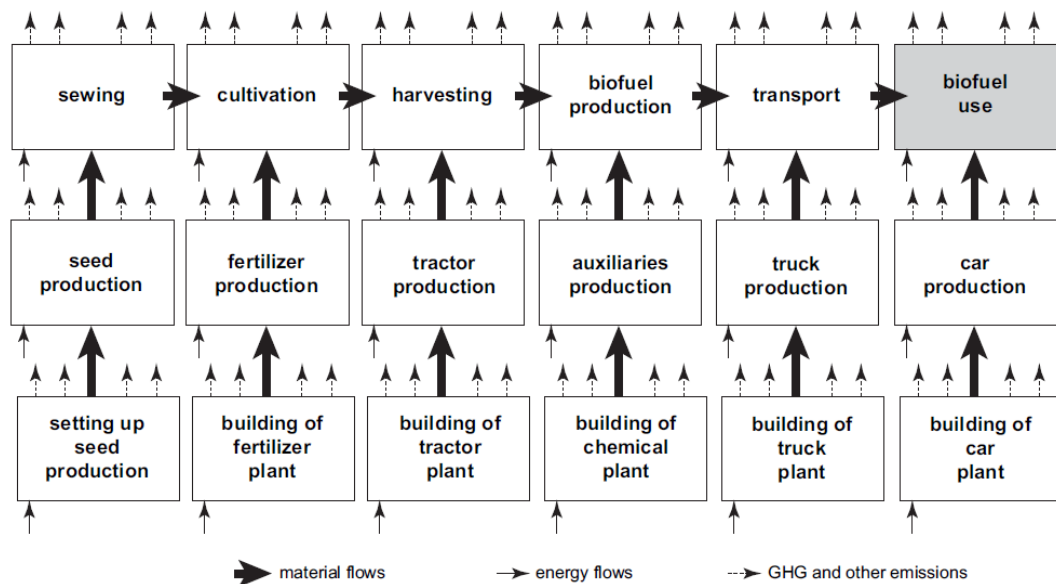 sewing
cultivation
harvesting
biofuel
production
transport
biofuel
use
seed
production
fertilizer
production
tractor
production
auxiliaries
production
truck
production
car
production
setting up
seed
production
building of
fertilizer
plant
building of
tractor
plant
building of
chemical
plant
building of
truck
plant
building of
car
plant
material flows
energy flows
GHG and other emissions